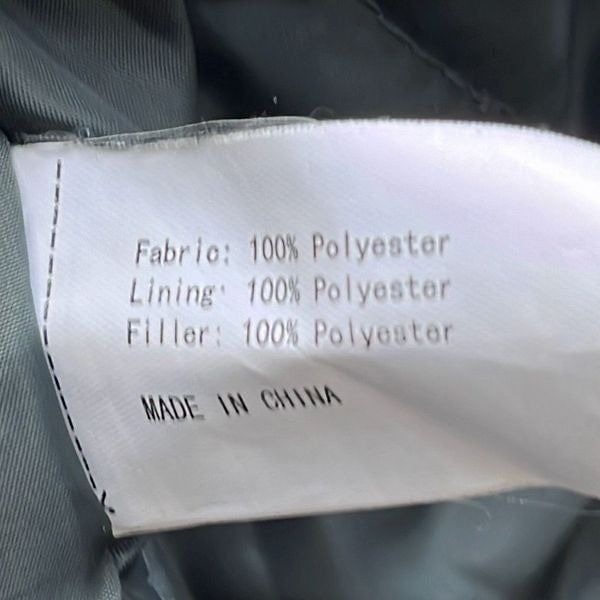 Fabric: 100% Polyester
Lining: 100% Polyester
Filler: 100% Polyester
MADE IN CHINA